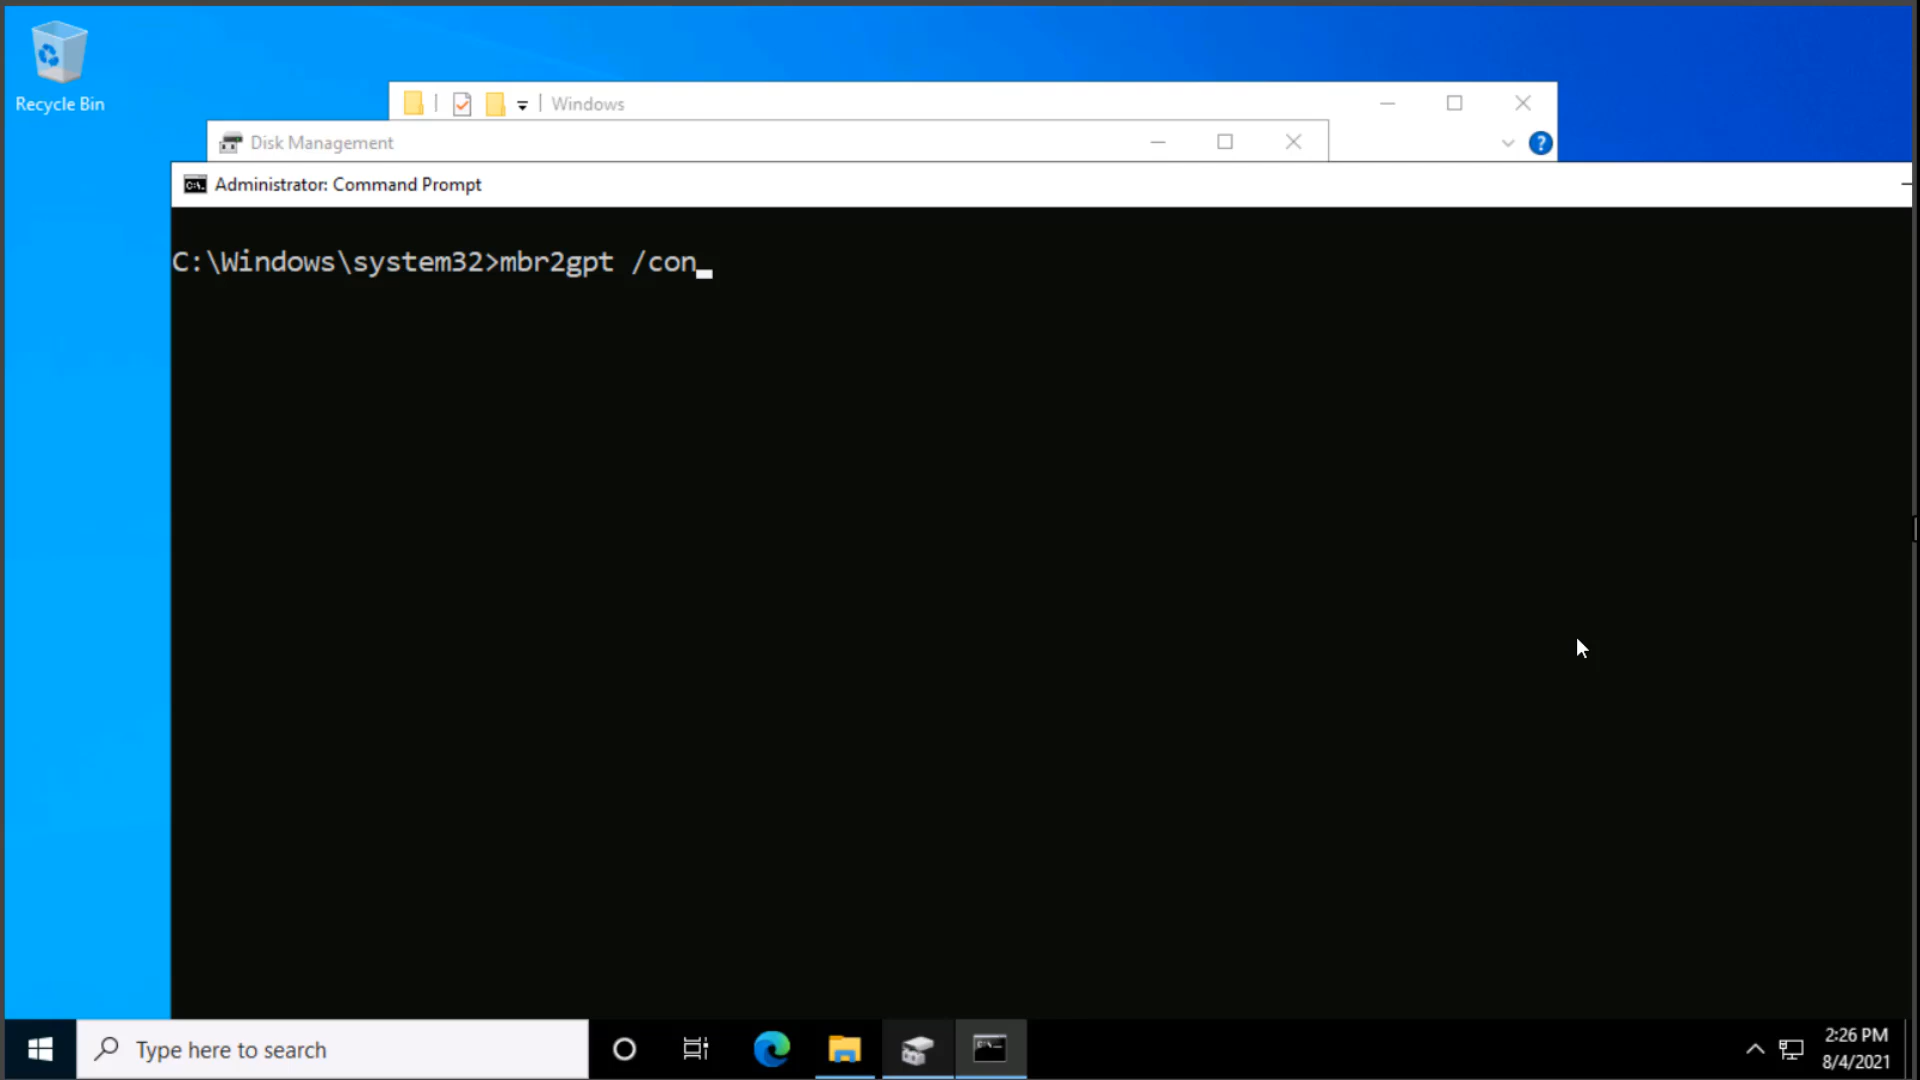 Recycle Bin
Windows
Disk Management
Administrator: Command Prompt
C:\Windows\system32>mbr2gpt /con_
Type here to search
2:26 PM
8/4/2021